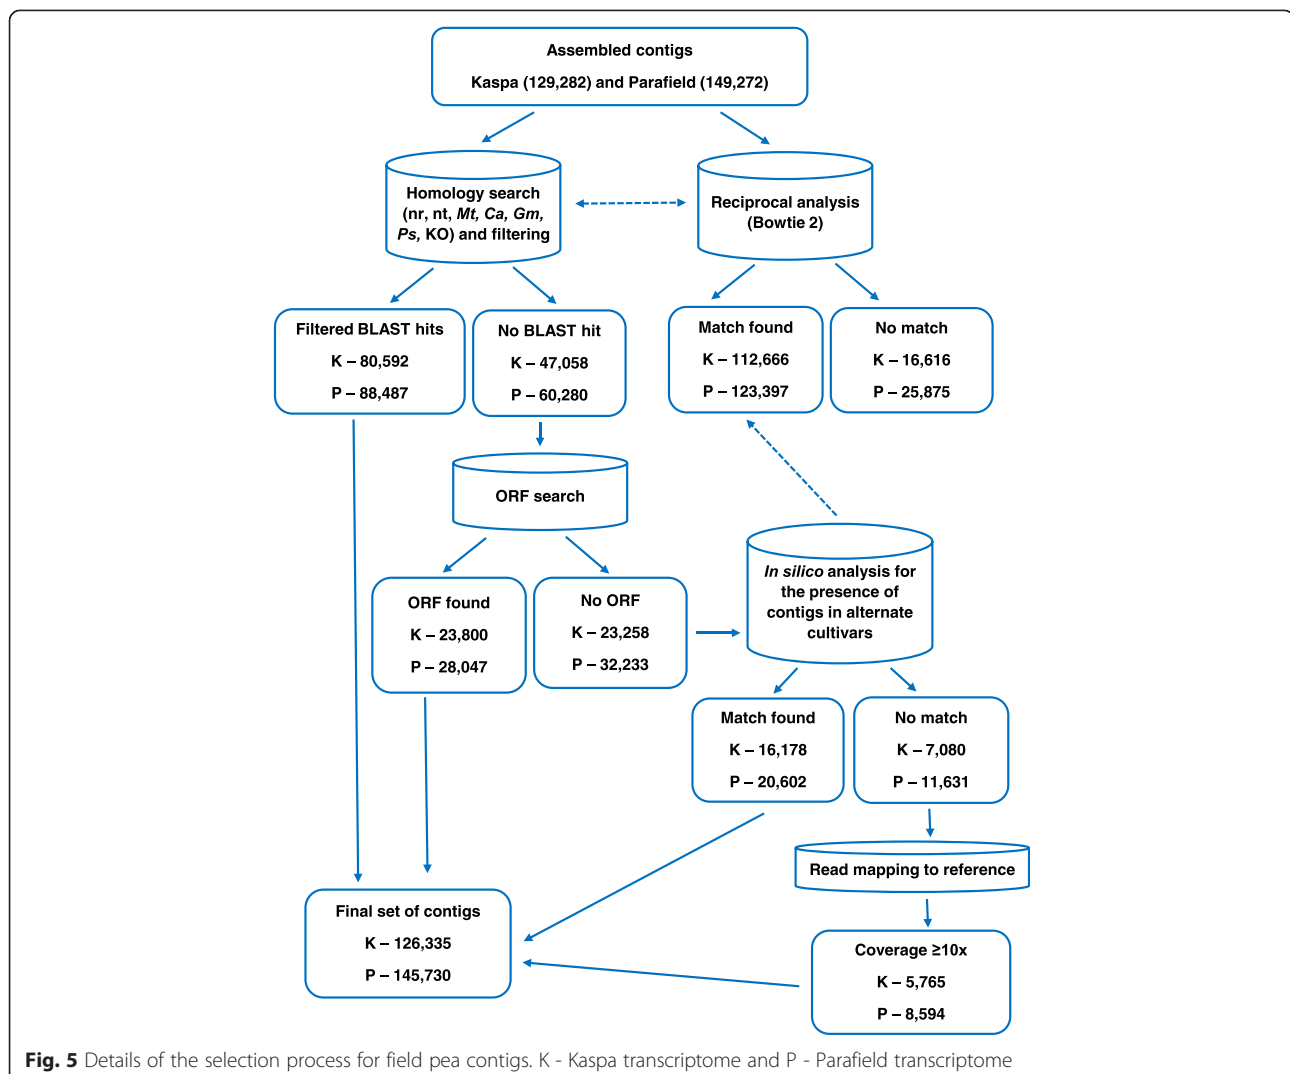 Assembled contigs
Kaspa (129,282) and Parafield (149,272)
Homology search
(nr, nt, Mt, Ca, Gm,
Ps, KO) and filtering
Reciprocal analysis
(Bowtie 2)
Filtered BLAST hits
K – 80,592
P – 88,487
No BLAST hit
K – 47,058
P – 60,280
Match found
K – 112,666
P – 123,397
No match
K – 16,616
P – 25,875
ORF search
ORF found
K – 23,800
P – 28,047
No ORF
K – 23,258
P – 32,233
In silico analysis for
the presence of
contigs in alternate
cultivars
Match found
K – 16,178
P – 20,602
No match
K – 7,080
P – 11,631
Read mapping to reference
Final set of contigs
K – 126,335
P – 145,730
Coverage ≥10x
K – 5,765
P – 8,594
Fig. 5 Details of the selection process for field pea contigs. K - Kaspa transcriptome and P - Parafield transcriptome